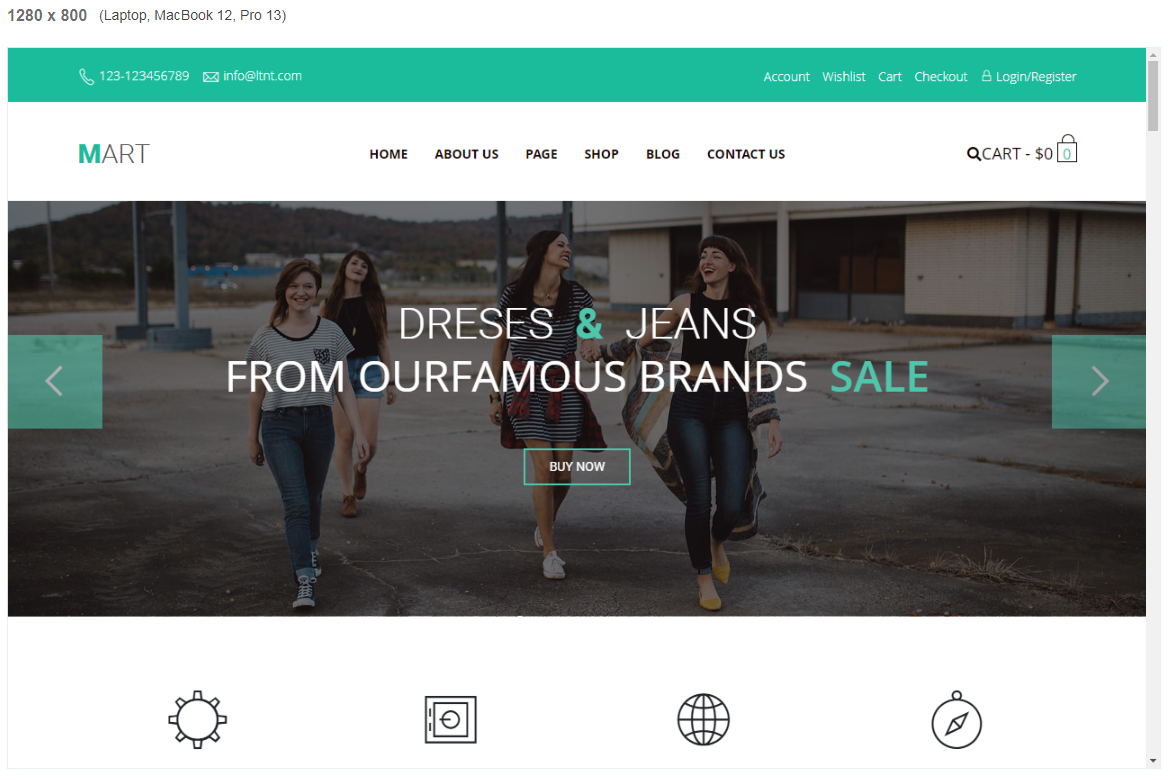 1280 x 800 (Laptop, MacBook 12, Pro 13)
123-123456789 info@ltnt.com Account Wishlist Cart Checkout Login/Register
MART HOME ABOUT US PAGE SHOP BLOG CONTACT US CART - $0 0
DRESES & JEANS
FROM OURFAMOUS BRANDS SALE
BUY NOW